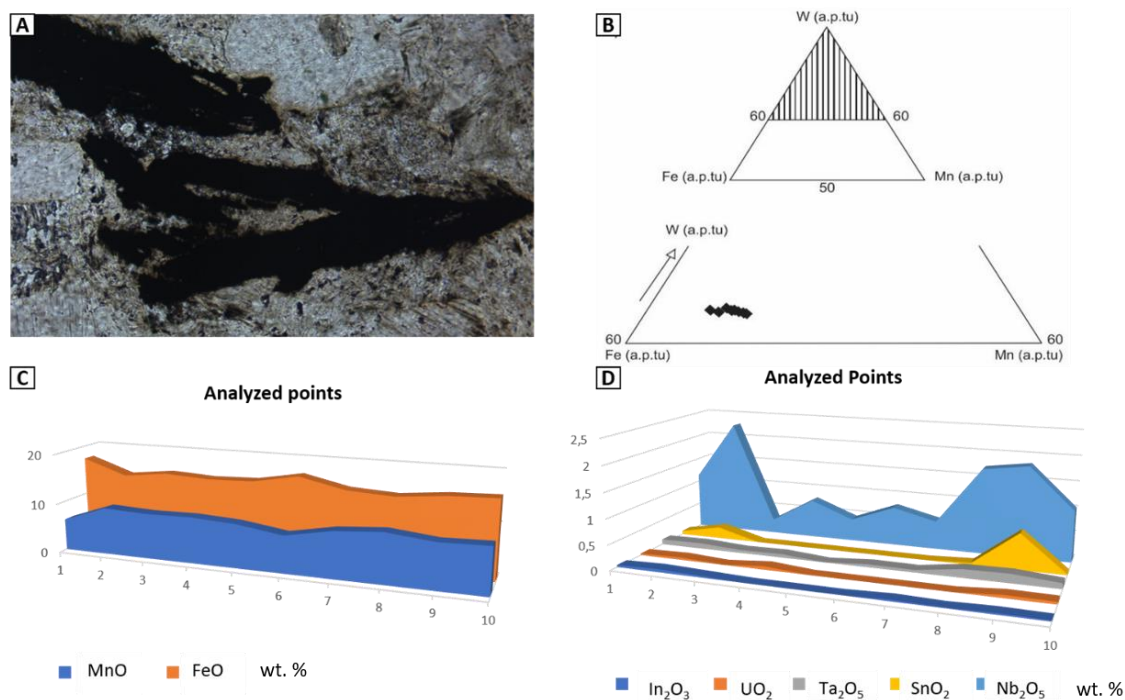 A
B
W (a.p.tu)
60 60
Fe (a.p.tu) Mn (a.p.tu)
50
W (a.p.tu)
60 60
Fe (a.p.tu) Mn (a.p.tu)
C
Analyzed points
20
10
0
1 2 3 4 5 6 7 8 9 10
MnO FeO wt. %
D
Analyzed Points
2,5
2
1,5
1
0,5
0
1 2 3 4 5 6 7 8 9 10
In₂O₃ UO₂ Ta₂O₅ SnO₂ Nb₂O₅ wt. %